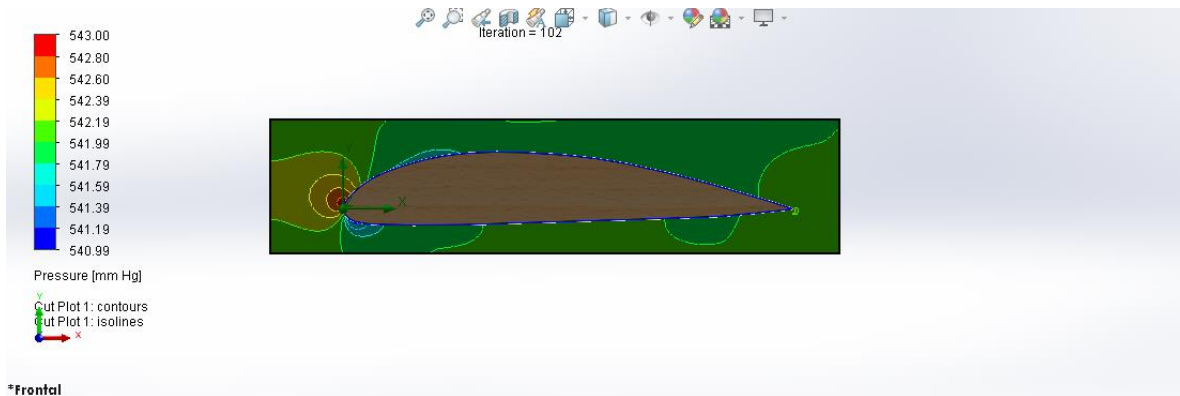 Iteration = 102
543.00
542.80
542.60
542.39
542.19
541.99
541.79
541.59
541.39
541.19
540.99
Pressure [mm Hg]
Cut Plot 1: contours
Cut Plot 1: isolines
Y
X
Y
X
*Frontal